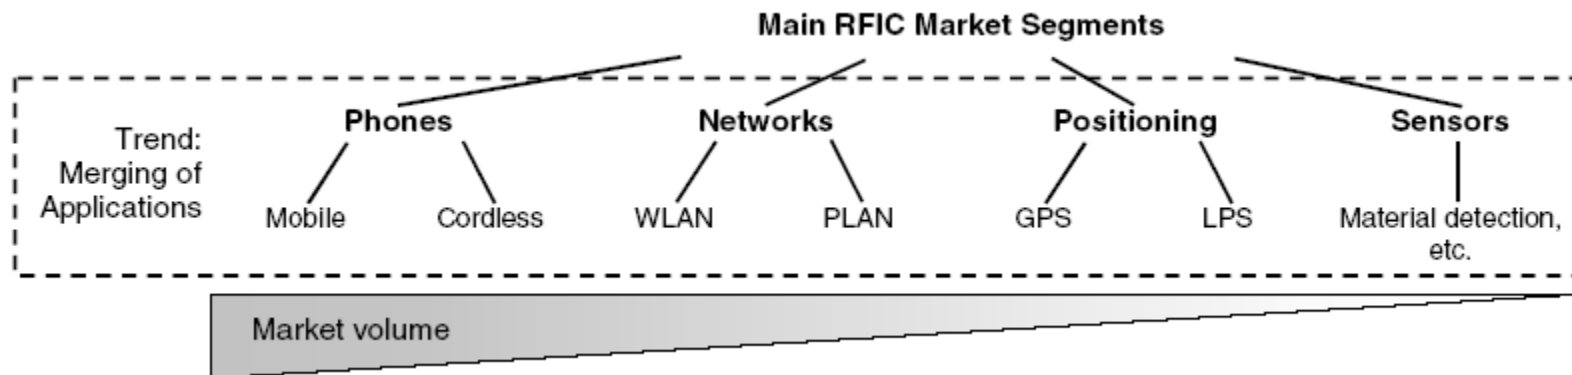 Main RFIC Market Segments
Trend:
Merging of
Applications
Phones
Networks
Positioning
Sensors
Mobile
Cordless
WLAN
PLAN
GPS
LPS
Material detection,
etc.
Market volume